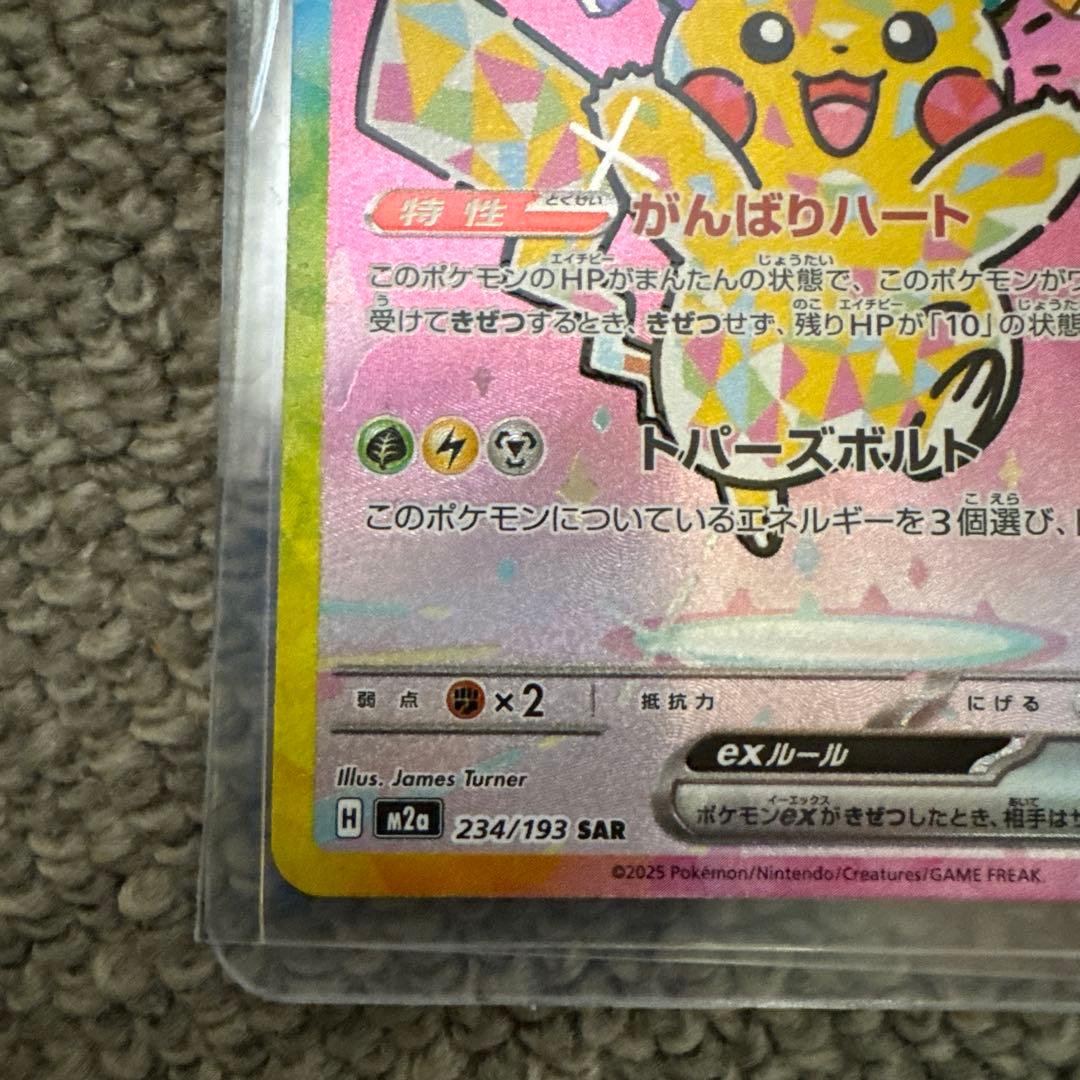 特性 とくせい がんばりハート
エイチピー じょうたい
このポケモンのHPがまんたんの状態で、このポケモンがワ
う のこ エイチピー じょうた
受けてきぜつするとき、きぜつせず、残りHPが「10」の状態
トパーズボルト
こ えら
このポケモンについているエネルギーを3個選び、
弱点 ×2 抵抗力 にげる
exルール
Illus. James Turner
イーエックス あいて
ポケモンexがきぜつしたとき、相手はサ
H m2a 234/193 SAR
©2025 Pokémon/Nintendo/Creatures/GAME FREAK.